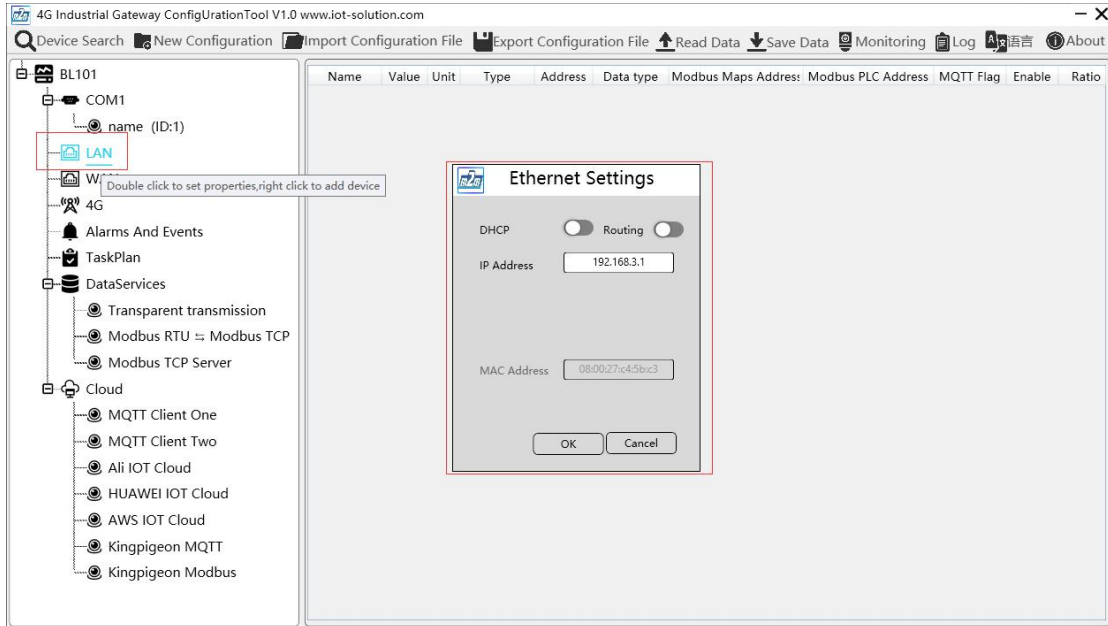 4G Industrial Gateway ConfigUrationTool V1.0 www.iot-solution.com
Device Search New Configuration Import Configuration File Export Configuration File Read Data Save Data Monitoring Log 语言 About
BL101
COM1
name (ID:1)
LAN
Double click to set properties,right click to add device
4G
Alarms And Events
TaskPlan
DataServices
Transparent transmission
Modbus RTU ⇆ Modbus TCP
Modbus TCP Server
Cloud
MQTT Client One
MQTT Client Two
Ali IOT Cloud
HUAWEI IOT Cloud
AWS IOT Cloud
Kingpigeon MQTT
Kingpigeon Modbus
Name Value Unit Type Address Data type Modbus Maps Address Modbus PLC Address MQTT Flag Enable Ratio
Ethernet Settings
DHCP Routing
IP Address 192.168.3.1
MAC Address 08:00:27:c4:5b:c3
OK Cancel